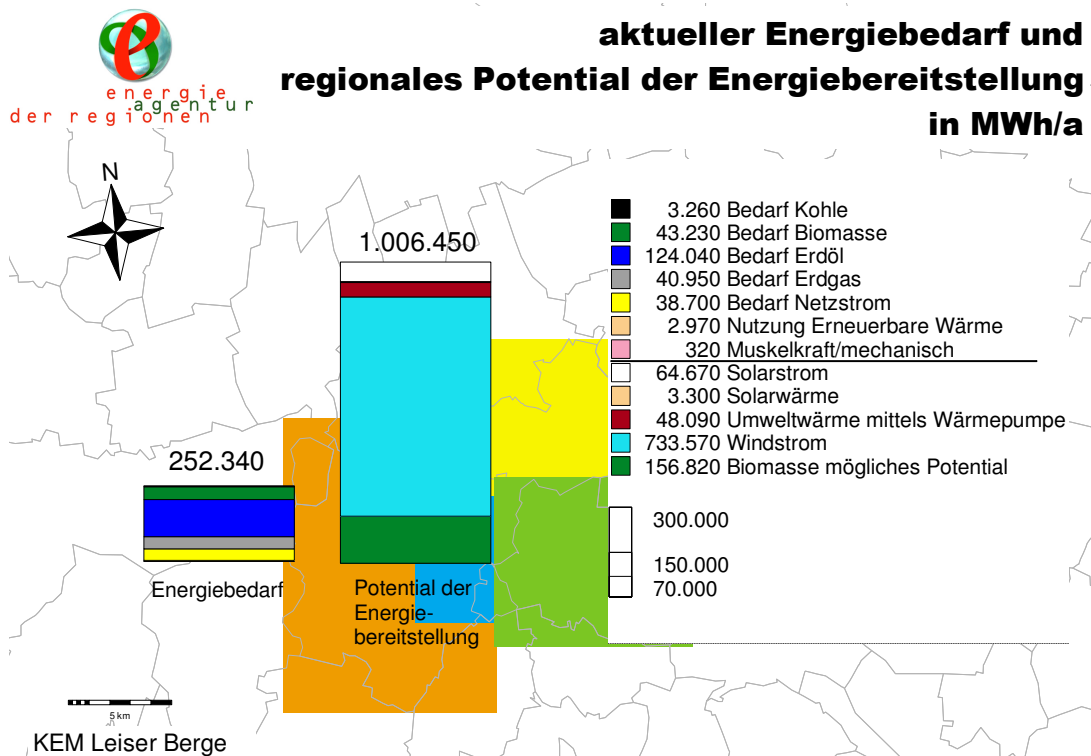 aktueller Energiebedarf und
regionales Potential der Energiebereitstellung
in MWh/a
energie
agentur
der regionen
N
1.006.450
252.340
Energiebedarf
Potential der
Energie-
bereitstellung
3.260 Bedarf Kohle
43.230 Bedarf Biomasse
124.040 Bedarf Erdöl
40.950 Bedarf Erdgas
38.700 Bedarf Netzstrom
2.970 Nutzung Erneuerbare Wärme
320 Muskelkraft/mechanisch
64.670 Solarstrom
3.300 Solarwärme
48.090 Umweltwärme mittels Wärmepumpe
733.570 Windstrom
156.820 Biomasse mögliches Potential
300.000
150.000
70.000
5 km
KEM Leiser Berge